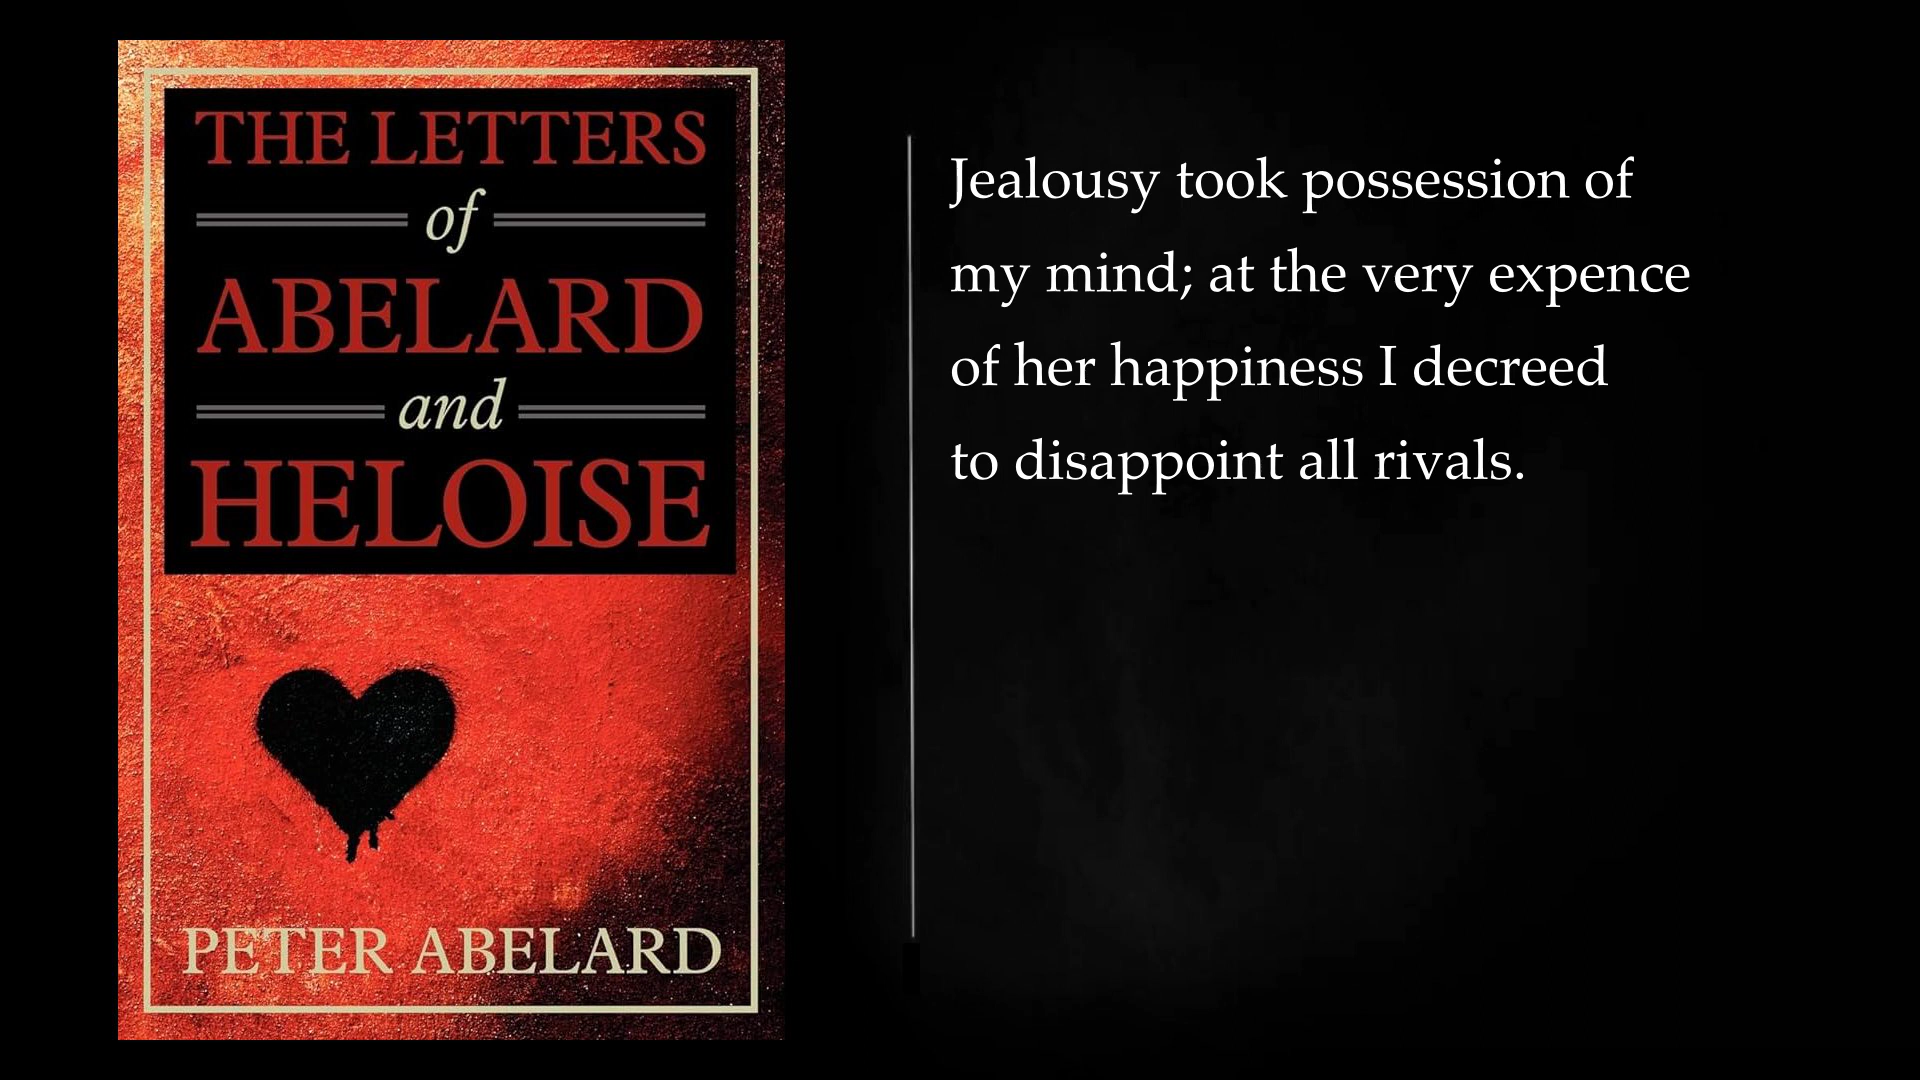 THE LETTERS
of
ABELARD
and
HELOISE
PETER ABELARD
Jealousy took possession of
my mind; at the very expence
of her happiness I decreed
to disappoint all rivals.